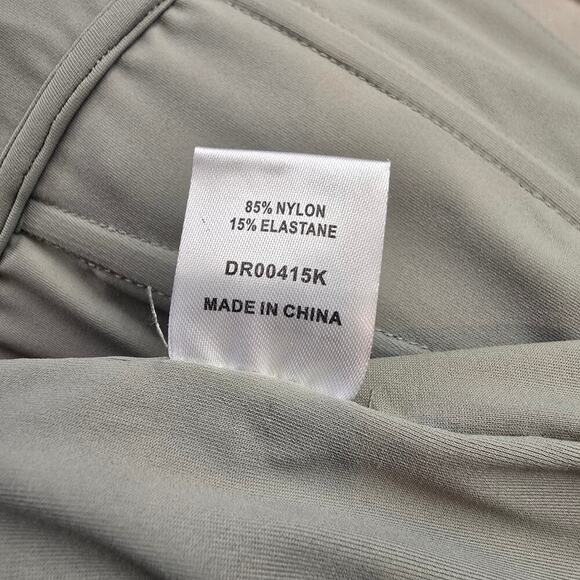 85% NYLON
15% ELASTANE
DR00415K
MADE IN CHINA